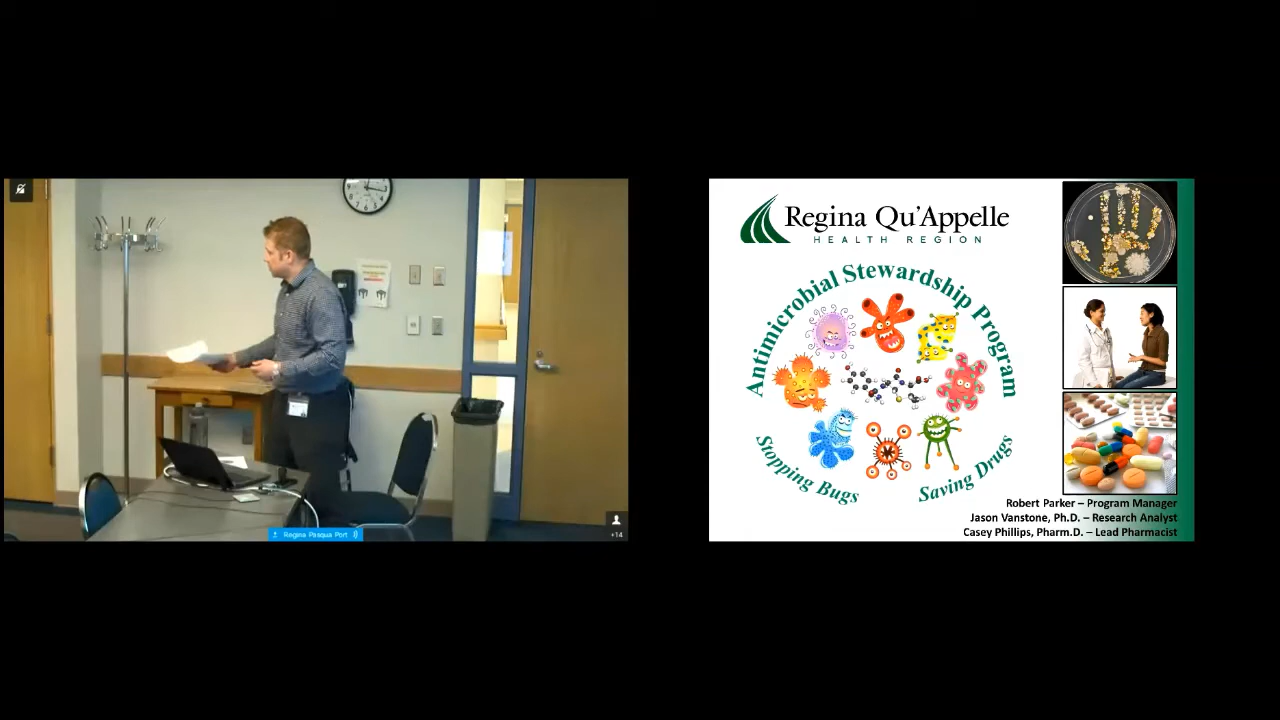 Regina Pasqua Port
+14
Regina Qu'Appelle
HEALTH REGION
Antimicrobial Stewardship Program
Stopping Bugs
Saving Drugs
Robert Parker – Program Manager
Jason Vanstone, Ph.D. – Research Analyst
Casey Phillips, Pharm.D. – Lead Pharmacist